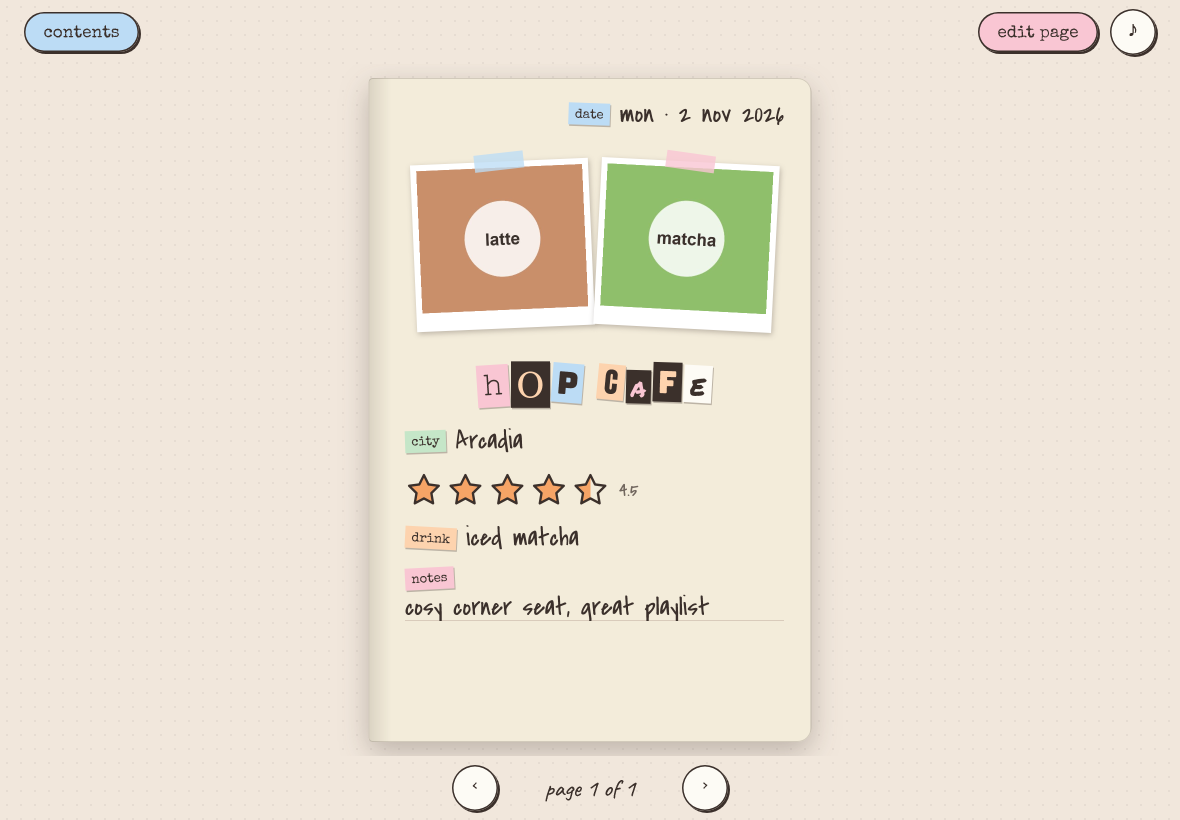 contents
edit page
♪
date mon · 2 nov 2026
latte
matcha
hOP CAFE
city Arcadia
4.5
drink iced matcha
notes
cosy corner seat, great playlist
‹ page 1 of 1 ›